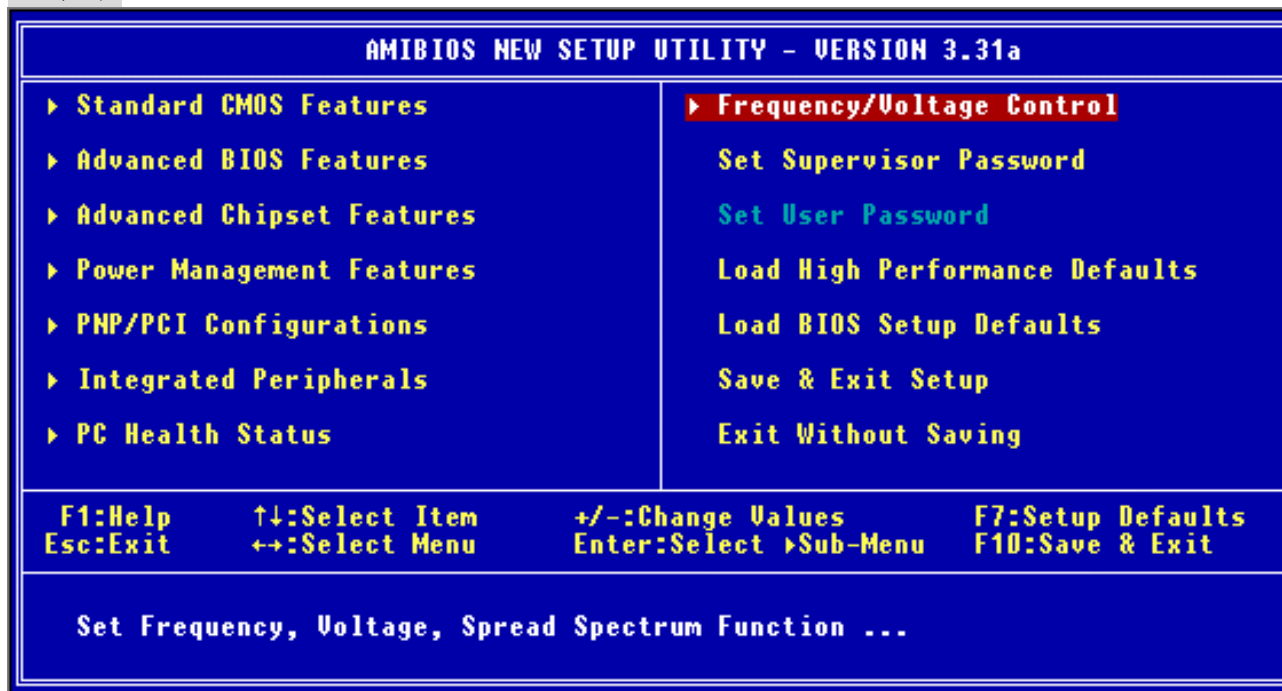 AMIBIOS NEW SETUP UTILITY - VERSION 3.31a
▸ Standard CMOS Features
▸ Advanced BIOS Features
▸ Advanced Chipset Features
▸ Power Management Features
▸ PNP/PCI Configurations
▸ Integrated Peripherals
▸ PC Health Status
▸ Frequency/Voltage Control
Set Supervisor Password
Set User Password
Load High Performance Defaults
Load BIOS Setup Defaults
Save & Exit Setup
Exit Without Saving
F1:Help ↑↓:Select Item +/-:Change Values F7:Setup Defaults
Esc:Exit ←→:Select Menu Enter:Select ▸Sub-Menu F10:Save & Exit
Set Frequency, Voltage, Spread Spectrum Function ...